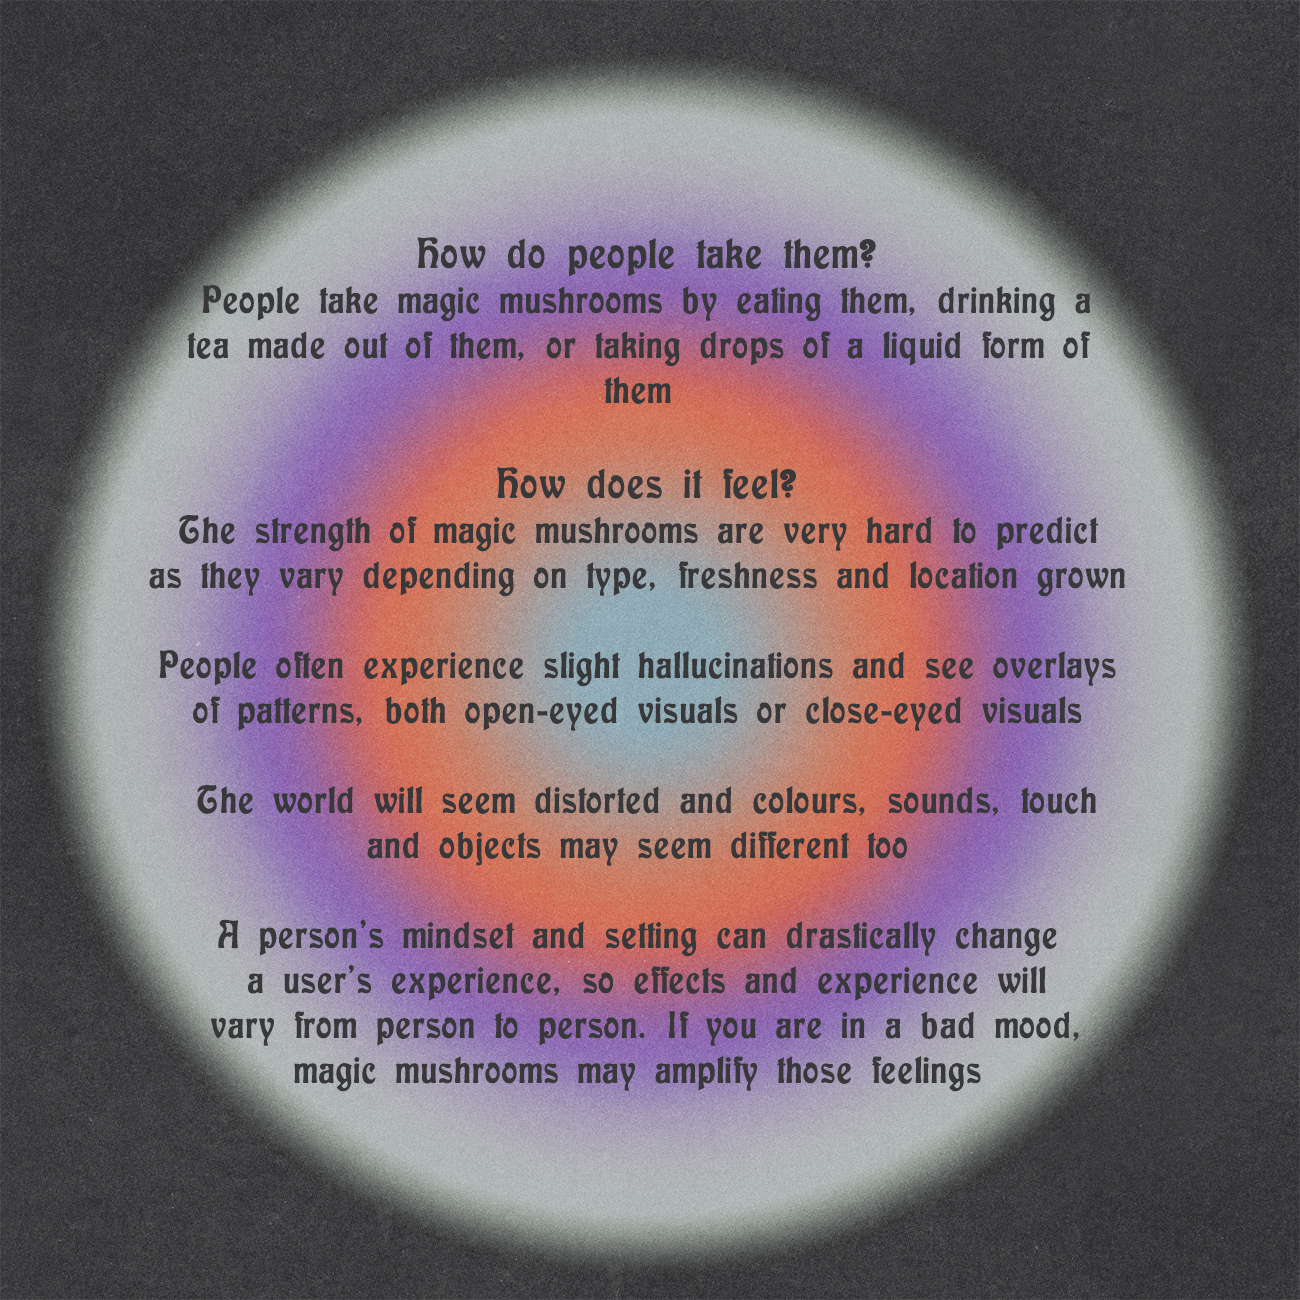 How do people take them?
People take magic mushrooms by eating them, drinking a
tea made out of them, or taking drops of a liquid form of
them
How does it feel?
The strength of magic mushrooms are very hard to predict
as they vary depending on type, freshness and location grown
People often experience slight hallucinations and see overlays
of patterns, both open-eyed visuals or close-eyed visuals
The world will seem distorted and colours, sounds, touch
and objects may seem different too
A person's mindset and setting can drastically change
a user's experience, so effects and experience will
vary from person to person. If you are in a bad mood,
magic mushrooms may amplify those feelings